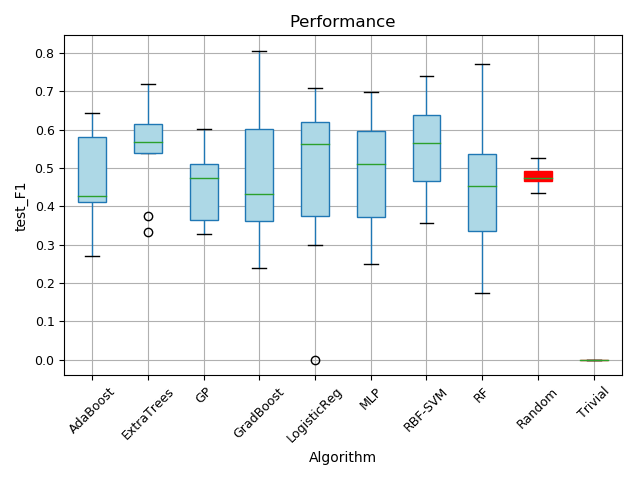 Performance
test_F1
0.8
0.7
0.6
0.5
0.4
0.3
0.2
0.1
0.0
AdaBoost
ExtraTrees
GP
GradBoost
LogisticReg
MLP
RBF-SVM
RF
Random
Trivial
Algorithm